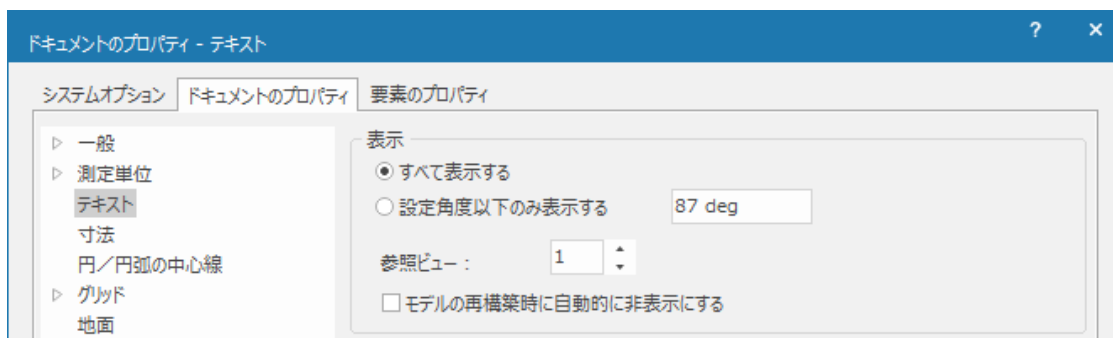 ドキュメントのプロパティ - テキスト ? ×
システムオプション ドキュメントのプロパティ 要素のプロパティ
一般
測定単位
テキスト
寸法
円／円弧の中心線
グリッド
地面
表示
すべて表示する
設定角度以下のみ表示する 87 deg
参照ビュー： 1
モデルの再構築時に自動的に非表示にする